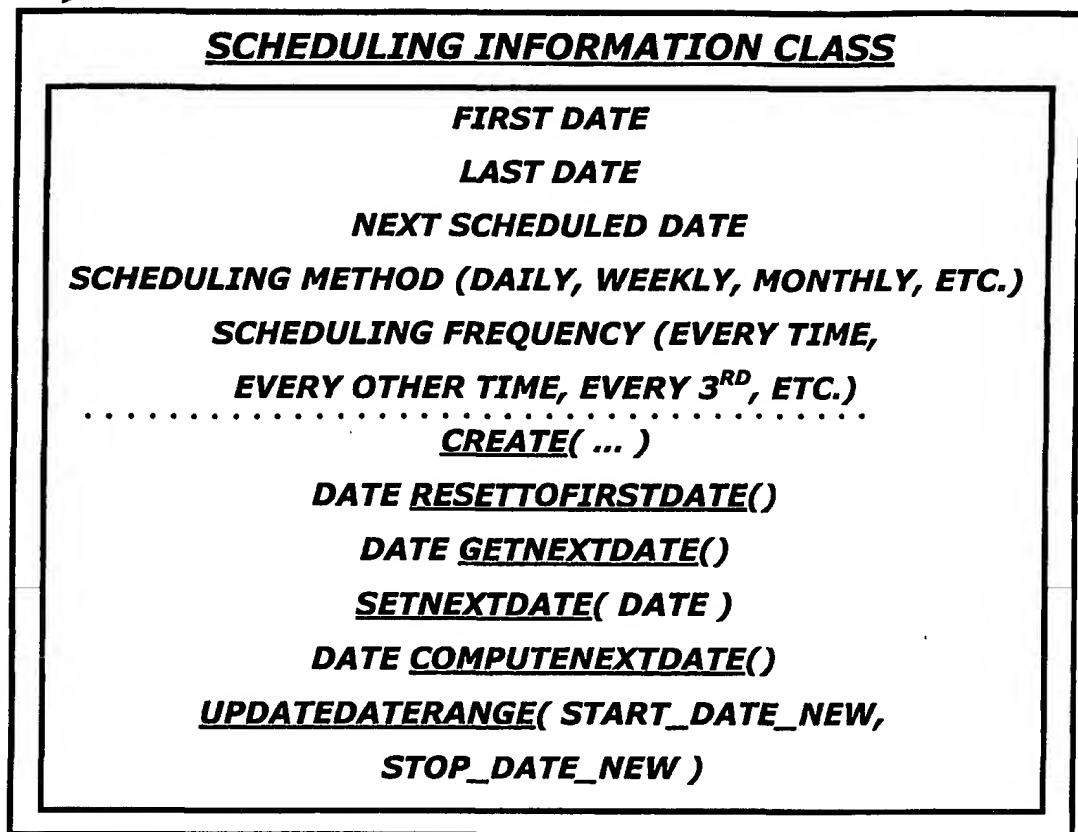 SCHEDULING INFORMATION CLASS
FIRST DATE
LAST DATE
NEXT SCHEDULED DATE
SCHEDULING METHOD (DAILY, WEEKLY, MONTHLY, ETC.)
SCHEDULING FREQUENCY (EVERY TIME,
EVERY OTHER TIME, EVERY 3RD, ETC.)
CREATE( ... )
DATE RESETTOFIRSTDATE()
DATE GETNEXTDATE()
SETNEXTDATE( DATE )
DATE COMPUTENEXTDATE()
UPDATEDATERANGE( START_DATE_NEW,
STOP_DATE_NEW )